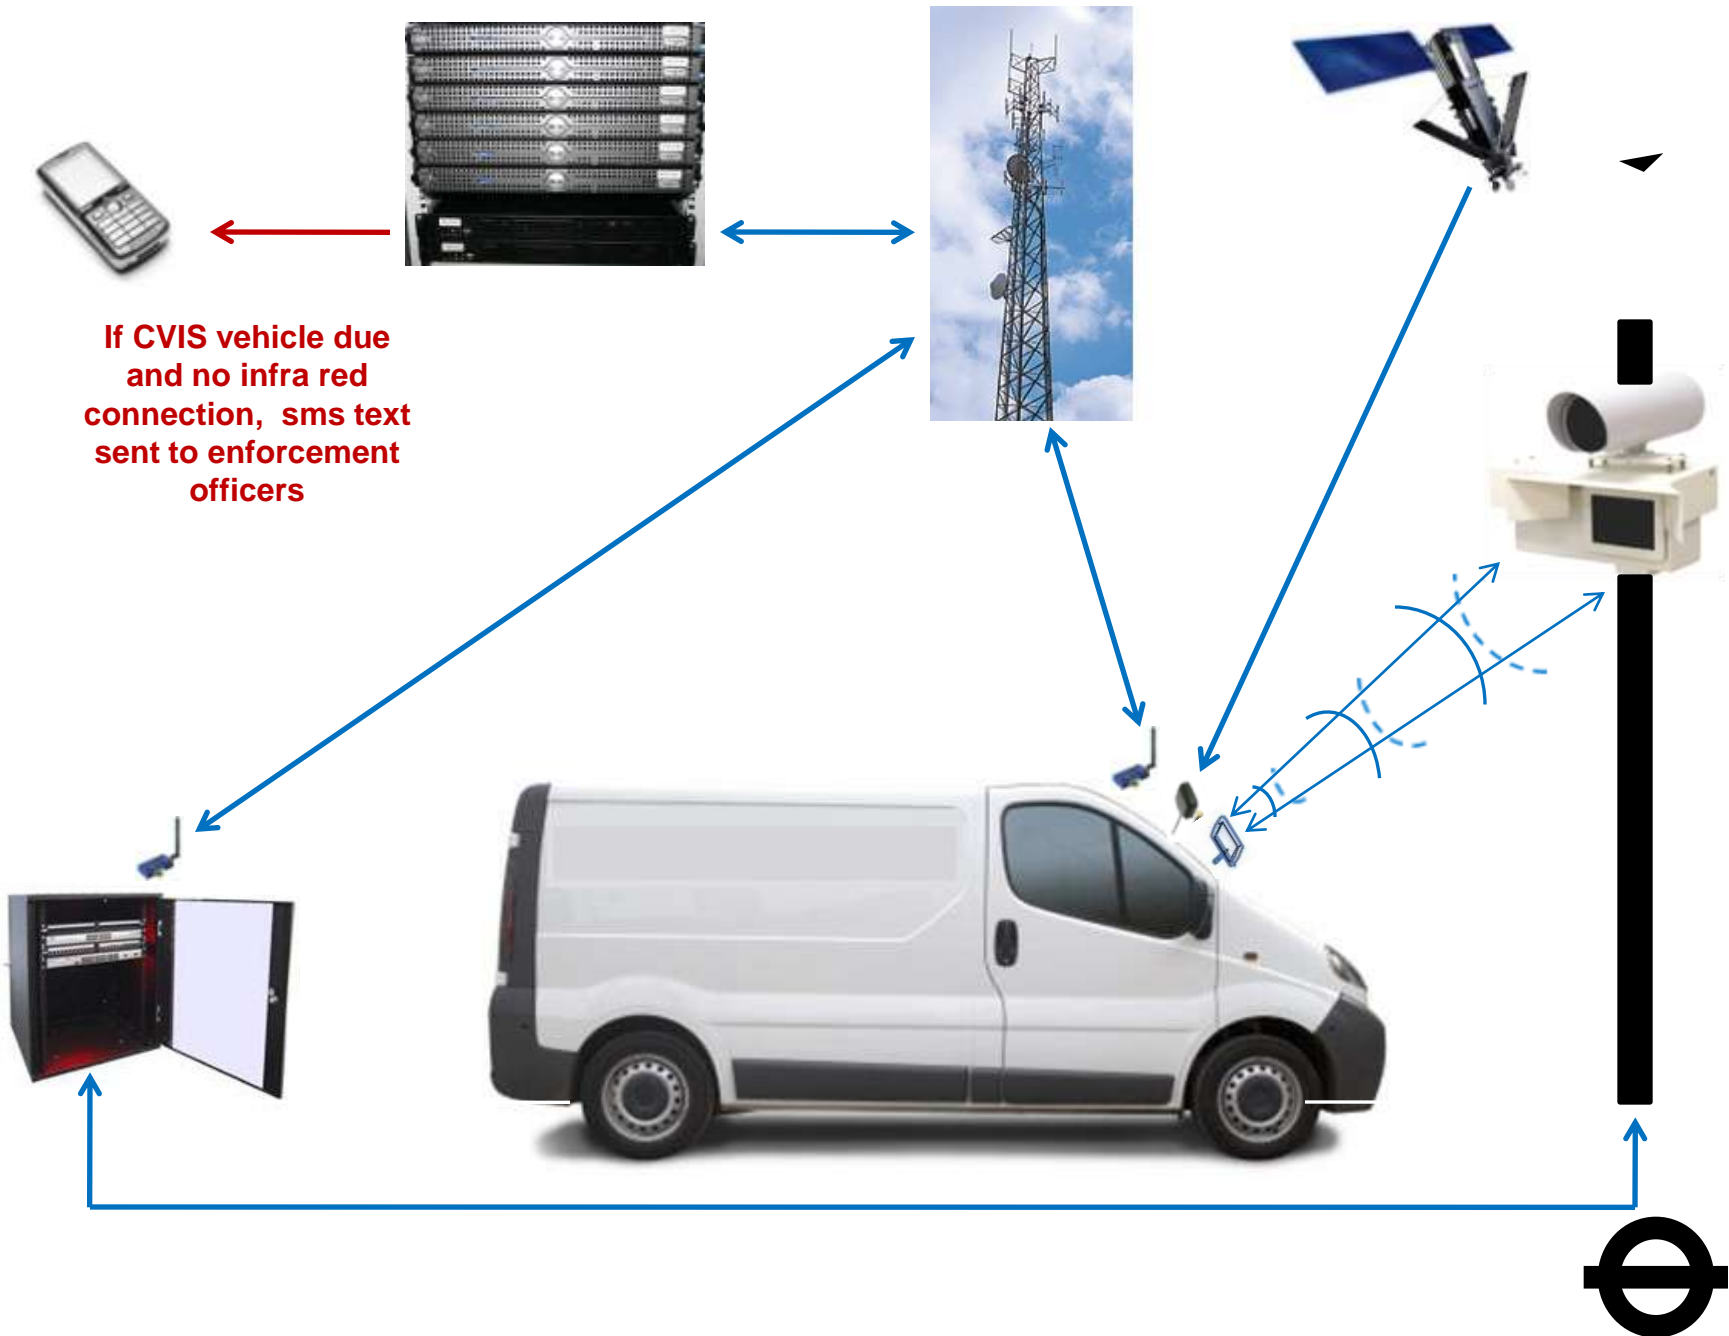 If CVIS vehicle due
and no infra red
connection, sms text
sent to enforcement
officers